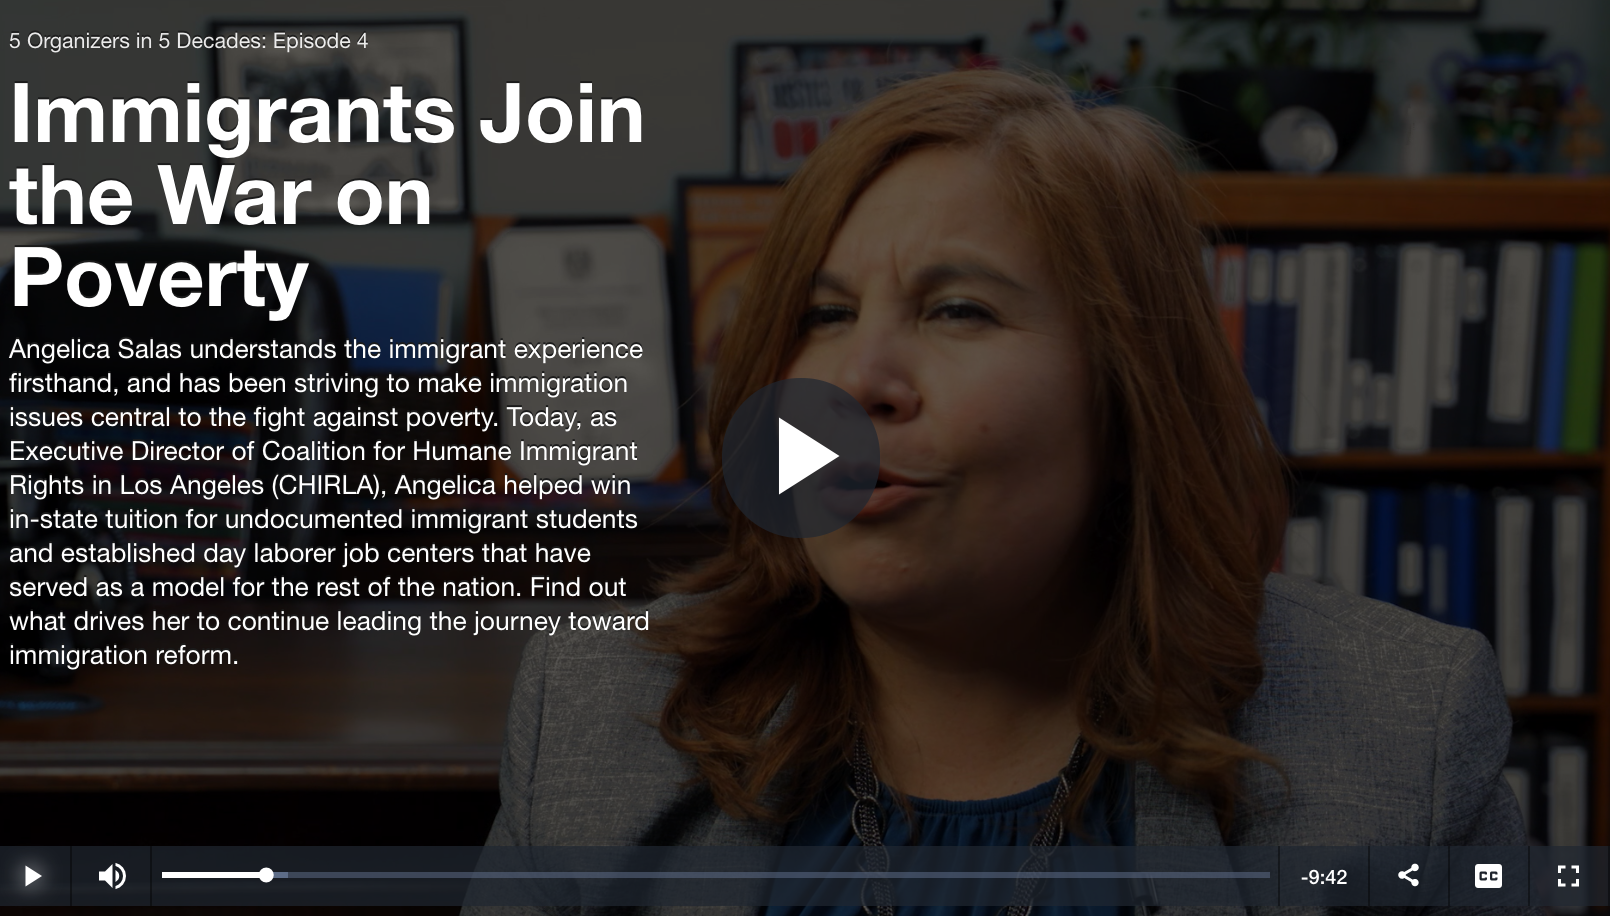 5 Organizers in 5 Decades: Episode 4
Immigrants Join
the War on
Poverty
Angelica Salas understands the immigrant experience
firsthand, and has been striving to make immigration
issues central to the fight against poverty. Today, as
Executive Director of Coalition for Humane Immigrant
Rights in Los Angeles (CHIRLA), Angelica helped win
in-state tuition for undocumented immigrant students
and established day laborer job centers that have
served as a model for the rest of the nation. Find out
what drives her to continue leading the journey toward
immigration reform.
-9:42
CC